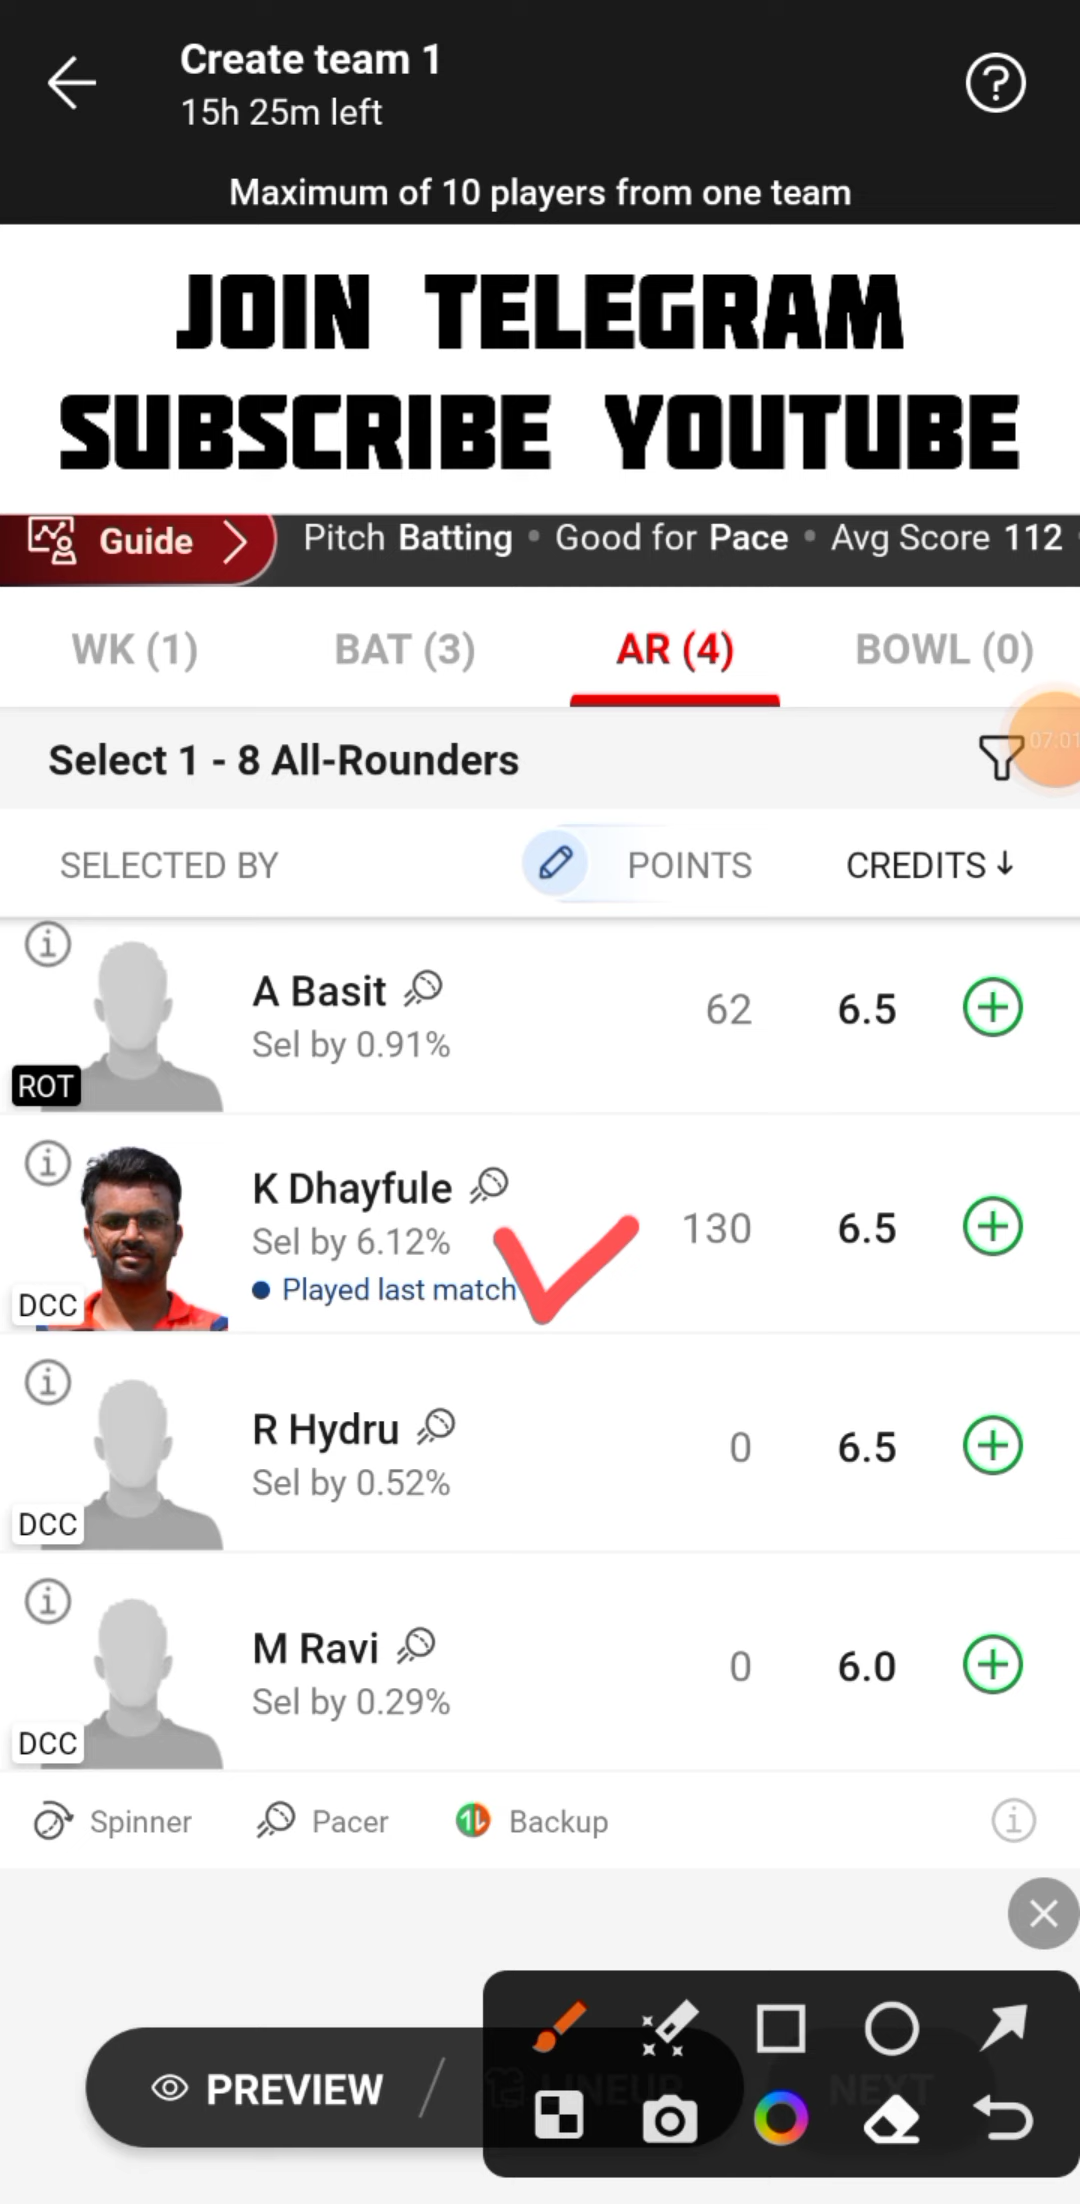 Create team 1
15h 25m left
Maximum of 10 players from one team
JOIN TELEGRAM
SUBSCRIBE YOUTUBE
Guide
Pitch Batting • Good for Pace • Avg Score 112
WK (1) BAT (3) AR (4) BOWL (0)
Select 1 - 8 All-Rounders
07:01
SELECTED BY POINTS CREDITS ↓
A Basit 62 6.5
Sel by 0.91%
ROT
K Dhayfule 130 6.5
Sel by 6.12%
• Played last match
DCC
R Hydru 0 6.5
Sel by 0.52%
DCC
M Ravi 0 6.0
Sel by 0.29%
DCC
Spinner Pacer Backup
PREVIEW / LINEUP NEXT